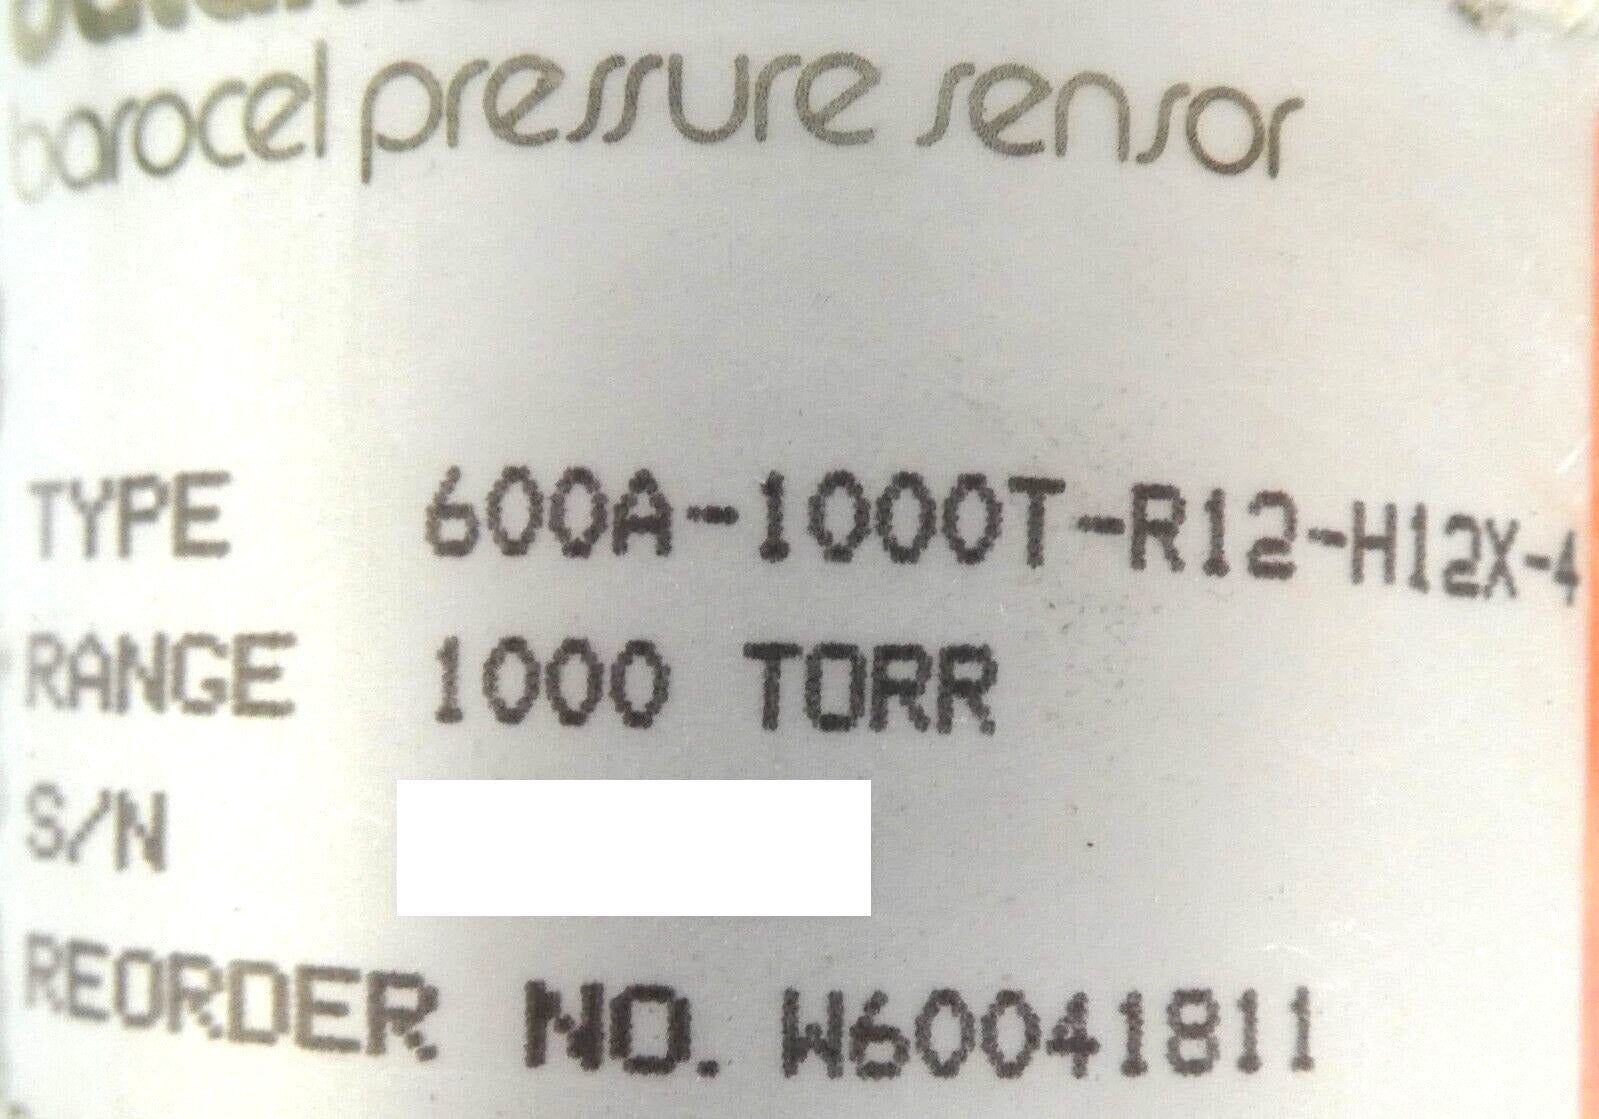 barocel pressure sensor
TYPE 600A-1000T-R12-H12X-4
RANGE 1000 TORR
S/N
REORDER NO. W60041811